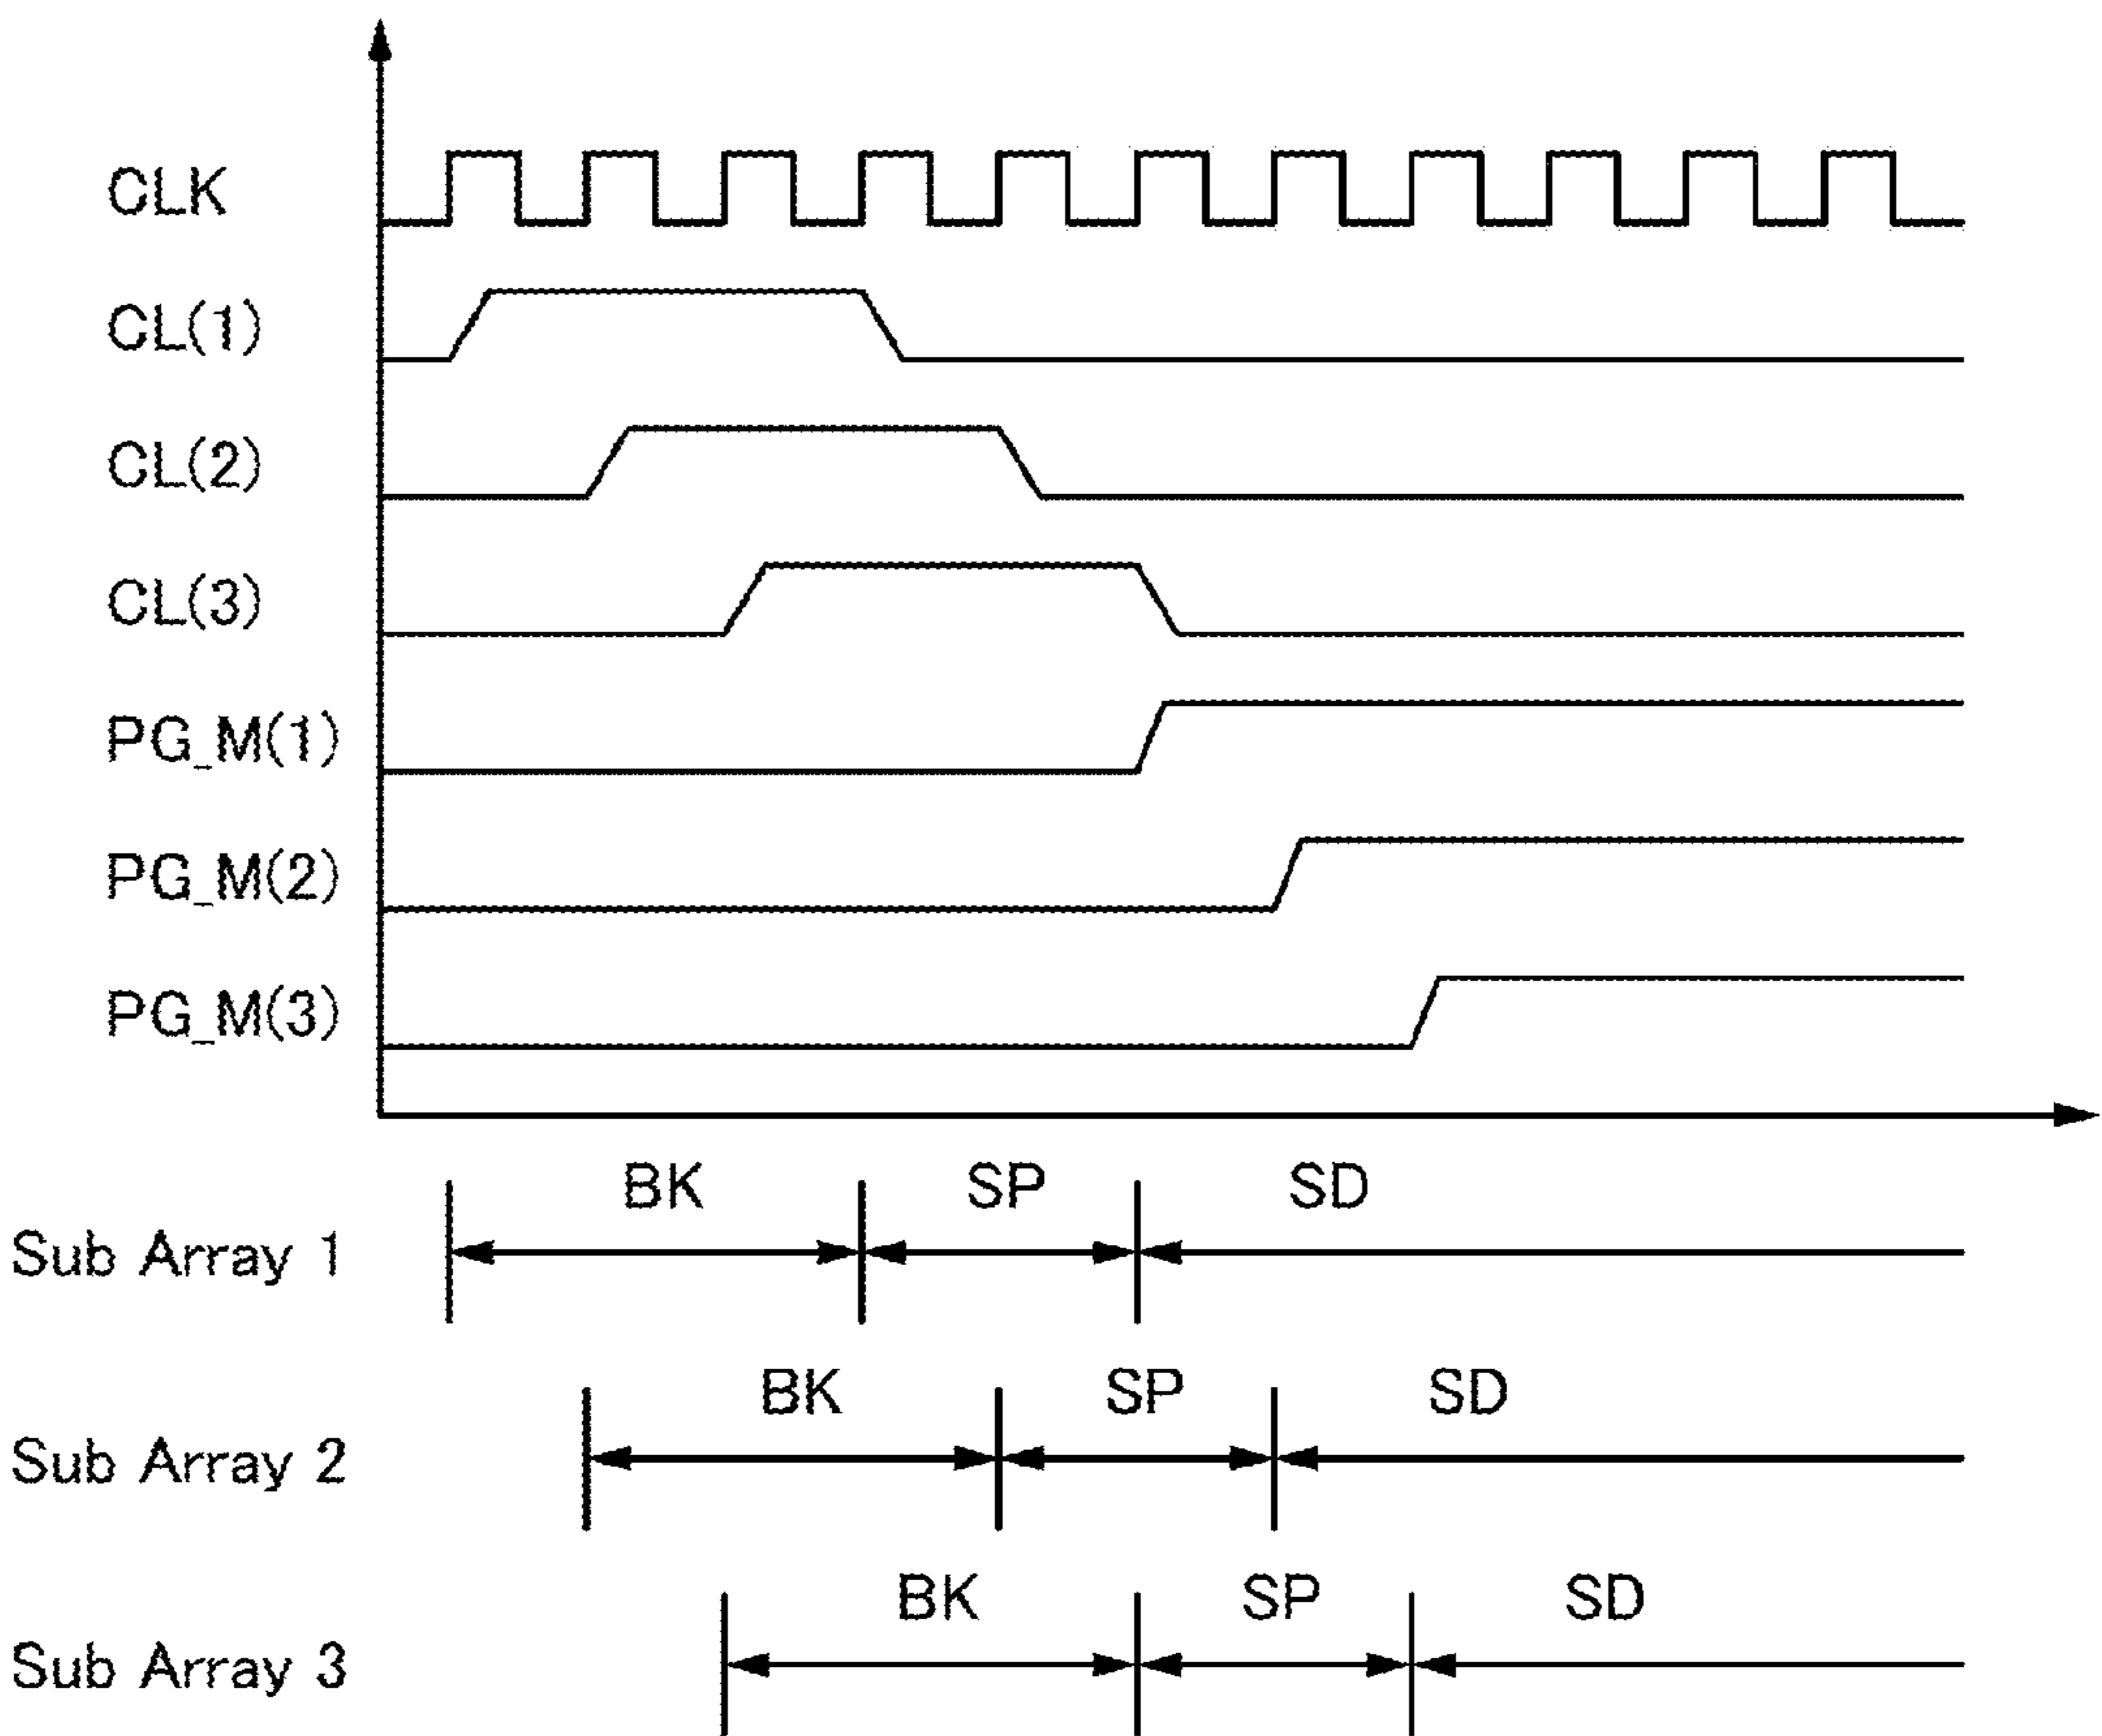 CLK
CL(1)
CL(2)
CL(3)
PG_M(1)
PG_M(2)
PG_M(3)
BK SP SD
Sub Array 1
BK SP SD
Sub Array 2
BK SP SD
Sub Array 3